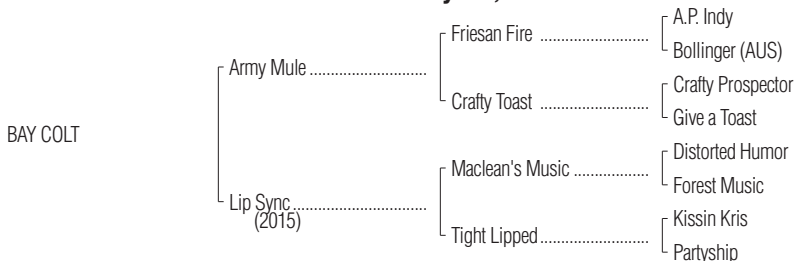 A.P. Indy
Friesan Fire ........................
Bollinger (AUS)
Army Mule ..........................
Crafty Prospector
Crafty Toast ........................
Give a Toast
BAY COLT
Distorted Humor
Maclean's Music .................
Forest Music
Lip Sync..............................
(2015)
Kissin Kris
Tight Lipped........................
Partyship